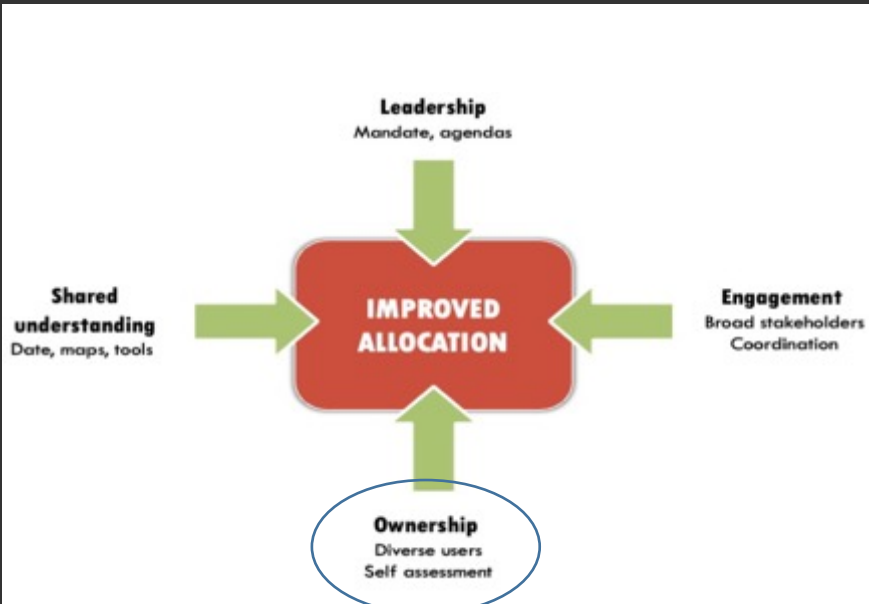 Leadership
Mandate, agendas
Shared
understanding
Date, maps, tools
IMPROVED
ALLOCATION
Engagement
Broad stakeholders
Coordination
Ownership
Diverse users
Self assessment